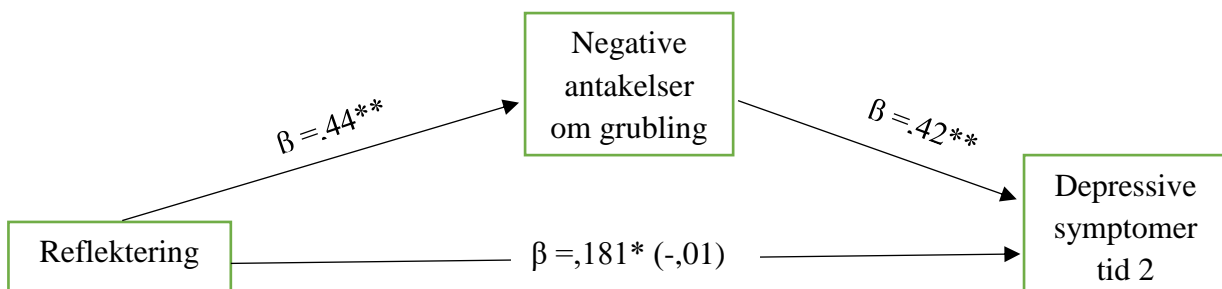 Negative
antakelser
om grubling
β =.44**
β =.42**
Depressive
symptomer
tid 2
Reflektering
β =,181* (-,01)